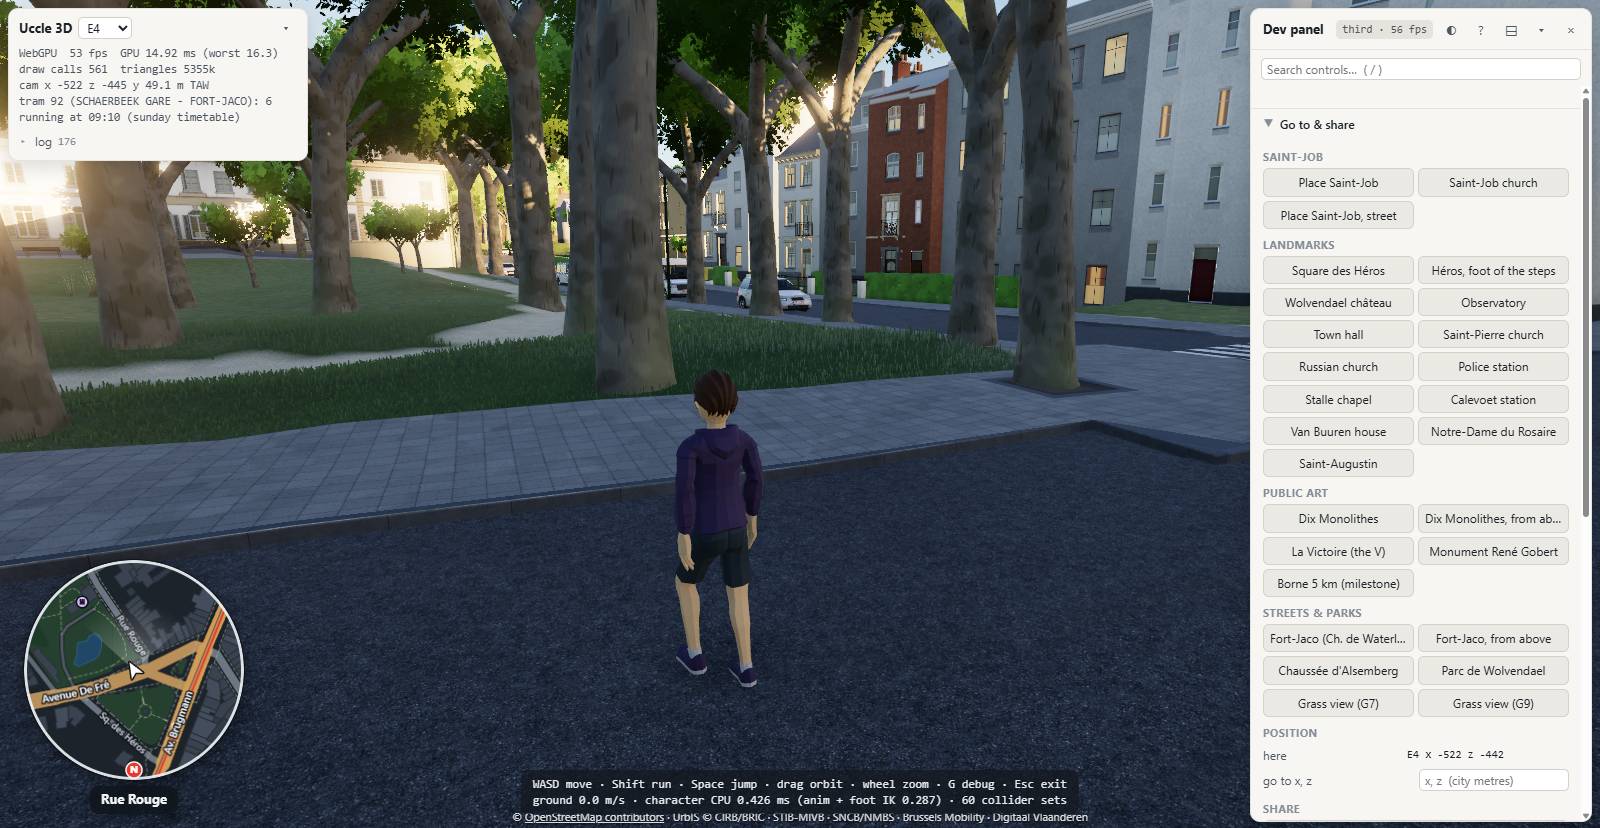 Uccle 3D E4
WebGPU 53 fps GPU 14.92 ms (worst 16.3)
draw calls 561 triangles 5355k
cam x -522 z -445 y 49.1 m TAW
tram 92 (SCHAERBEEK GARE - FORT-JACO): 6
running at 09:10 (sunday timetable)
log 176
Dev panel third · 56 fps ?
Search controls... (/)
Go to & share
SAINT-JOB
Place Saint-Job Saint-Job church
Place Saint-Job, street
LANDMARKS
Square des Héros Héros, foot of the steps
Wolvendael château Observatory
Town hall Saint-Pierre church
Russian church Police station
Stalle chapel Calevoet station
Van Buuren house Notre-Dame du Rosaire
Saint-Augustin
PUBLIC ART
Dix Monolithes Dix Monolithes, from ab...
La Victoire (the V) Monument René Gobert
Borne 5 km (milestone)
STREETS & PARKS
Fort-Jaco (Ch. de Waterl... Fort-Jaco, from above
Chaussée d'Alsemberg Parc de Wolvendael
Grass view (G7) Grass view (G9)
POSITION
here E4 x -522 z -442
go to x, z x, z (city metres)
SHARE
Rue Rouge
Avenue De Fré
Sq. des Héros
Av. Brugmann
N
Rue Rouge
WASD move · Shift run · Space jump · drag orbit · wheel zoom · G debug · Esc exit
ground 0.0 m/s · character CPU 0.426 ms (anim + foot IK 0.287) · 60 collider sets
© OpenStreetMap contributors · UrbIS © CIRB/BRIC · STIB-MIVB · SNCB/NMBS · Brussels Mobility · Digitaal Vlaanderen